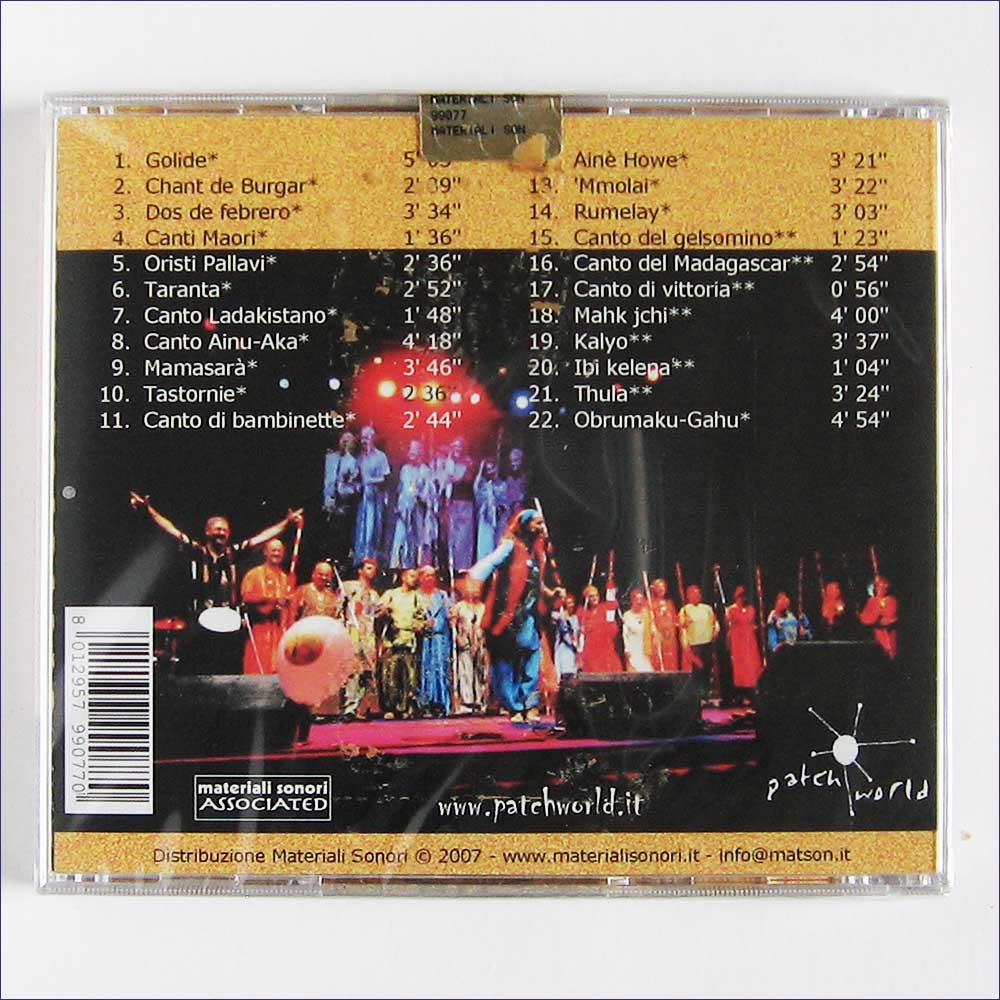 MATERIALI SON
99077
MATERIALI SON
1. Golide*
2. Chant de Burgar* 2' 39"
3. Dos de febrero* 3' 34"
4. Canti Maori* 1' 36"
5. Oristi Pallavi* 2' 36"
6. Taranta* 2' 52"
7. Canto Ladakistano* 1' 48"
8. Canto Ainu-Aka* 4' 18"
9. Mamasarà* 3' 46"
10. Tastornie* 2 36"
11. Canto di bambinette* 2' 44"
Ainè Howe* 3' 21"
13. 'Mmolai* 3' 22"
14. Rumelay* 3' 03"
15. Canto del gelsomino** 1' 23"
16. Canto del Madagascar** 2' 54"
17. Canto di vittoria** 0' 56"
18. Mahk jchi** 4' 00"
19. Kalyo** 3' 37"
20. Ibi kelena** 1' 04"
21. Thula** 3' 24"
22. Obrumaku-Gahu* 4' 54"
8 012957 990770
materiali sonori
ASSOCIATED
www.patchworld.it
patch world
Distribuzione Materiali Sonori © 2007 - www.materialisonori.it - info@matson.it